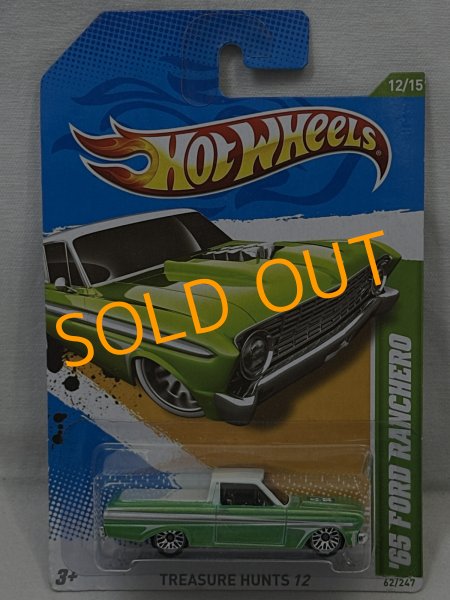 12/15
HOT WHEELS
SOLD OUT
'65 FORD RANCHERO
3+
TREASURE HUNTS 12
62/247